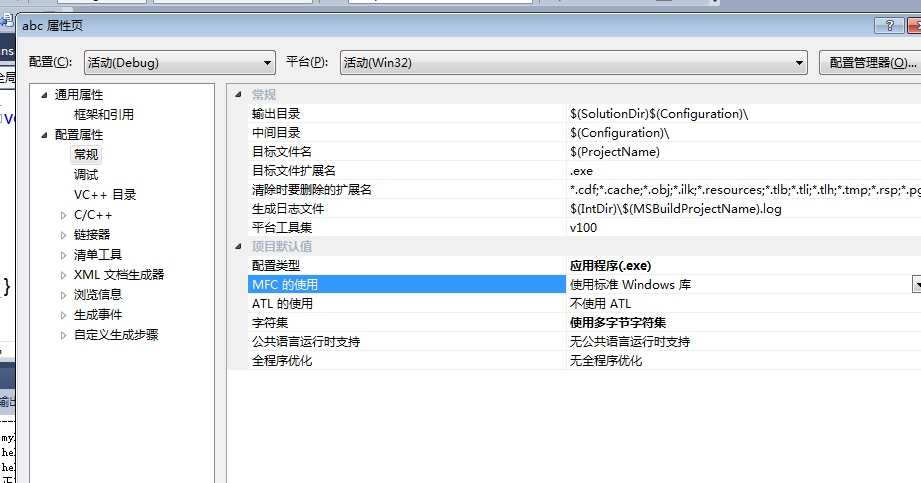 abc 属性页
?
ns
配置(C):
活动(Debug)
平台(P):
活动(Win32)
配置管理器(O)...
全局
通用属性
框架和引用
配置属性
常规
调试
VC++ 目录
C/C++
链接器
清单工具
XML 文档生成器
浏览信息
生成事件
自定义生成步骤
常规
输出目录 $(SolutionDir)$(Configuration)\
中间目录 $(Configuration)\
目标文件名 $(ProjectName)
目标文件扩展名 .exe
清除时要删除的扩展名 *.cdf;*.cache;*.obj;*.ilk;*.resources;*.tlb;*.tli;*.tlh;*.tmp;*.rsp;*.pg
生成日志文件 $(IntDir)\$(MSBuildProjectName).log
平台工具集 v100
项目默认值
配置类型 应用程序(.exe)
MFC 的使用 使用标准 Windows 库
ATL 的使用 不使用 ATL
字符集 使用多字节字符集
公共语言运行时支持 无公共语言运行时支持
全程序优化 无全程序优化
}
输出
my
hel
hel